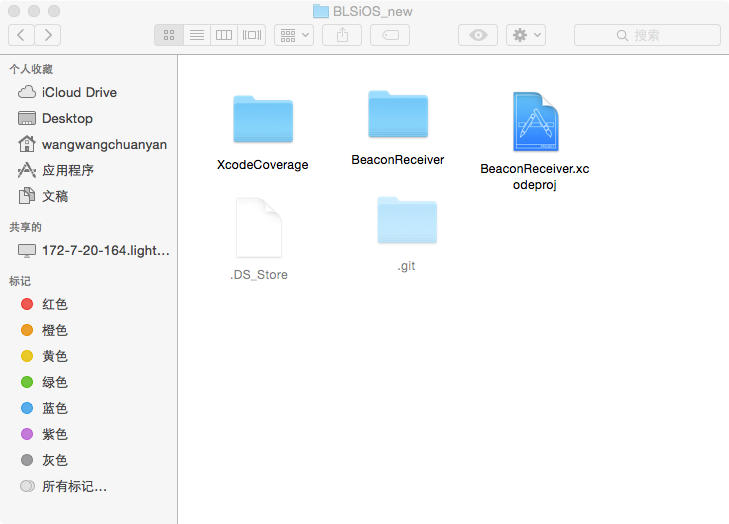 BLSiOS_new
搜索
个人收藏
iCloud Drive
Desktop
wangwangchuanyan
应用程序
文稿
共享的
172-7-20-164.light...
标记
红色
橙色
黄色
绿色
蓝色
紫色
灰色
所有标记...
XcodeCoverage
BeaconReceiver
BeaconReceiver.xc
odeproj
.DS_Store
.git